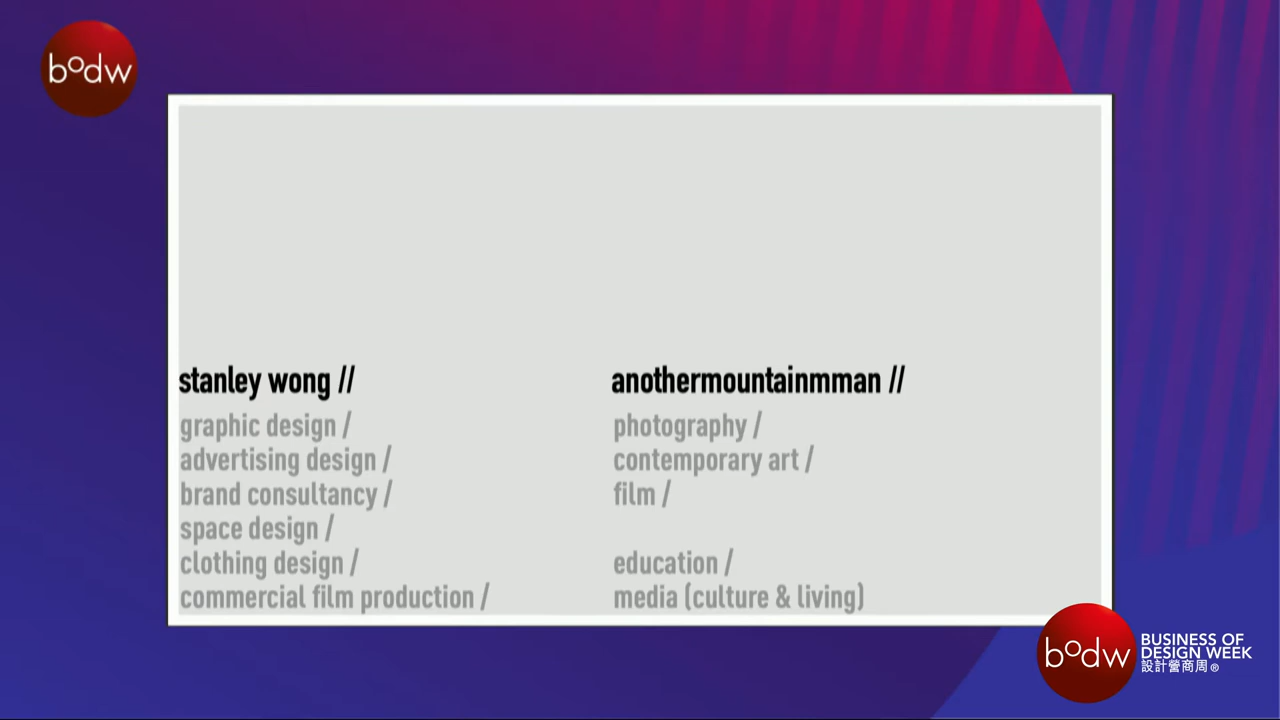 bodw
stanley wong //
graphic design /
advertising design /
brand consultancy /
space design /
clothing design /
commercial film production /
anothermountainmman //
photography /
contemporary art /
film /
education /
media (culture & living)
bodw
BUSINESS OF
DESIGN WEEK
設計營商周®